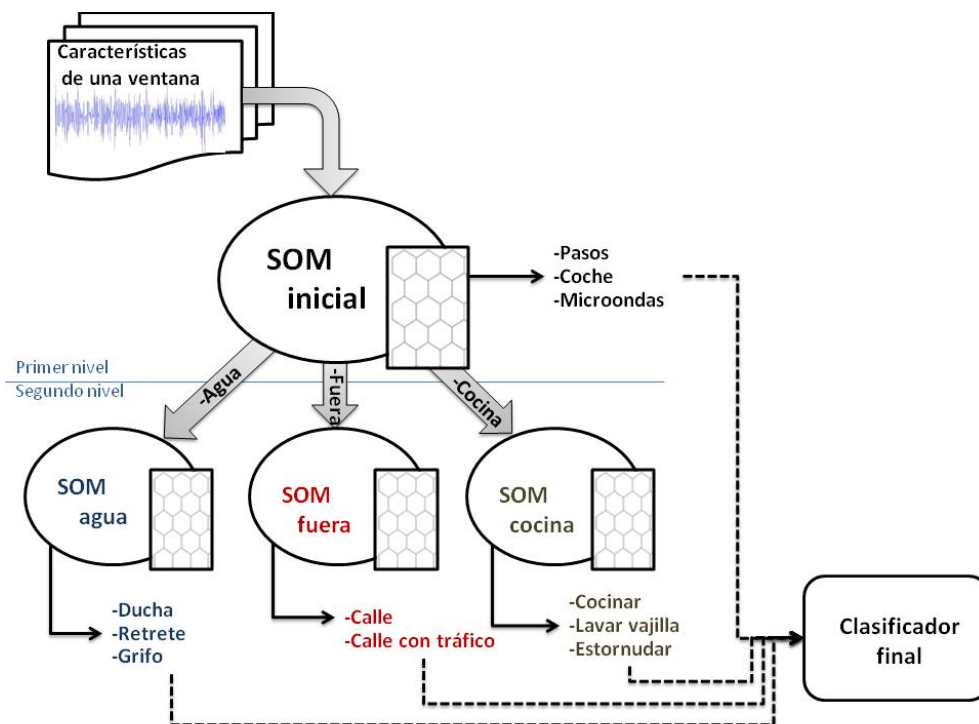 Características
de una ventana
SOM
inicial
-Pasos
-Coche
-Microondas
Primer nivel
Segundo nivel
-Agua
-Fuera
-Cocina
SOM
agua
SOM
fuera
SOM
cocina
-Ducha
-Retrete
-Grifo
-Calle
-Calle con tráfico
-Cocinar
-Lavar vajilla
-Estornudar
Clasificador
final